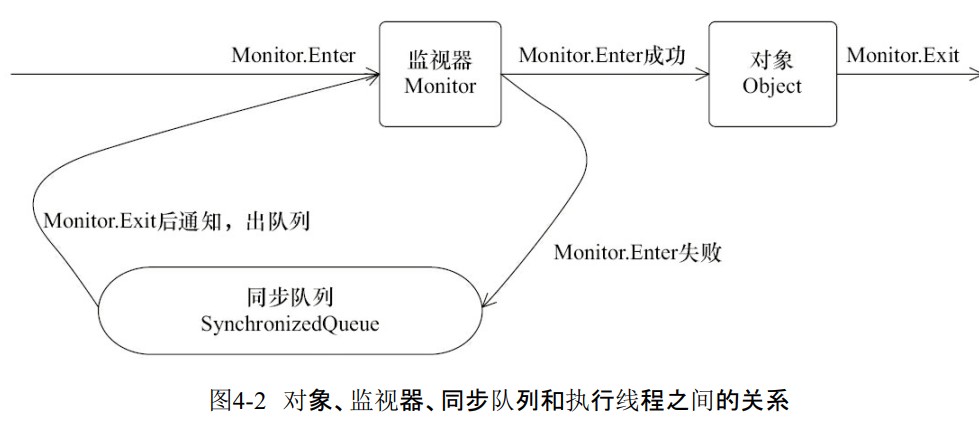 Monitor.Enter
监视器
Monitor
Monitor.Enter成功
对象
Object
Monitor.Exit
Monitor.Exit后通知，出队列
Monitor.Enter失败
同步队列
SynchronizedQueue
图4-2 对象、监视器、同步队列和执行线程之间的关系